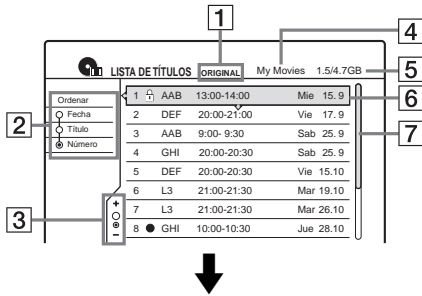 1
4
LISTA DE TÍTULOS ORIGINAL My Movies 1.5/4.7GB
5
Ordenar
1 AAB 13:00-14:00 Mie 15. 9
6
2
Fecha
2 DEF 20:00-21:00 Vie 17. 9
Título
3 AAB 9:00- 9:30 Sab 25. 9
7
Número
4 GHI 20:00-20:30 Sab 25. 9
5 DEF 20:00-20:30 Vie 15.10
6 L3 21:00-21:30 Mar 19.10
3
+
7 L3 21:00-21:30 Mar 26.10
–
8 GHI 10:00-10:30 Jue 28.10